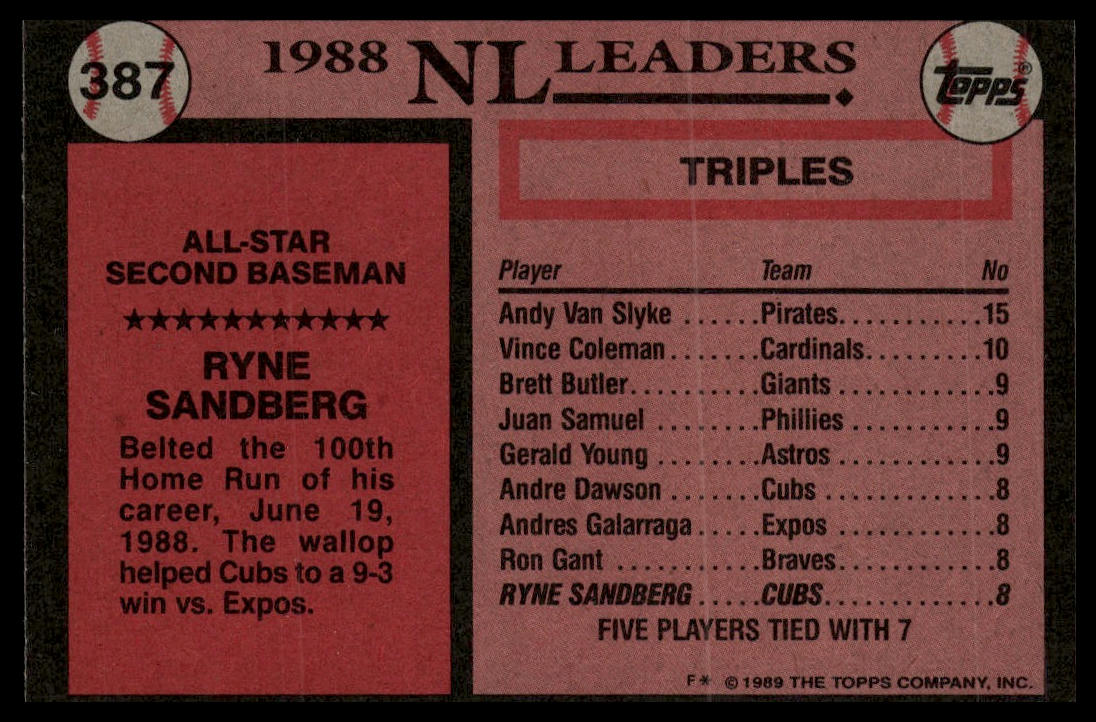 387
1988 NL LEADERS
Topps®
ALL-STAR
SECOND BASEMAN
★★★★★★★★★★★
RYNE
SANDBERG
Belted the 100th
Home Run of his
career, June 19,
1988. The wallop
helped Cubs to a 9-3
win vs. Expos.
TRIPLES
Player Team No
Andy Van Slyke ......Pirates............15
Vince Coleman.......Cardinals.........10
Brett Butler..........Giants ............9
Juan Samuel ........Phillies ...........9
Gerald Young ........Astros ............9
Andre Dawson .......Cubs .............8
Andres Galarraga.....Expos ............8
Ron Gant ...........Braves............8
RYNE SANDBERG.....CUBS.............8
FIVE PLAYERS TIED WITH 7
F* ©1989 THE TOPPS COMPANY, INC.